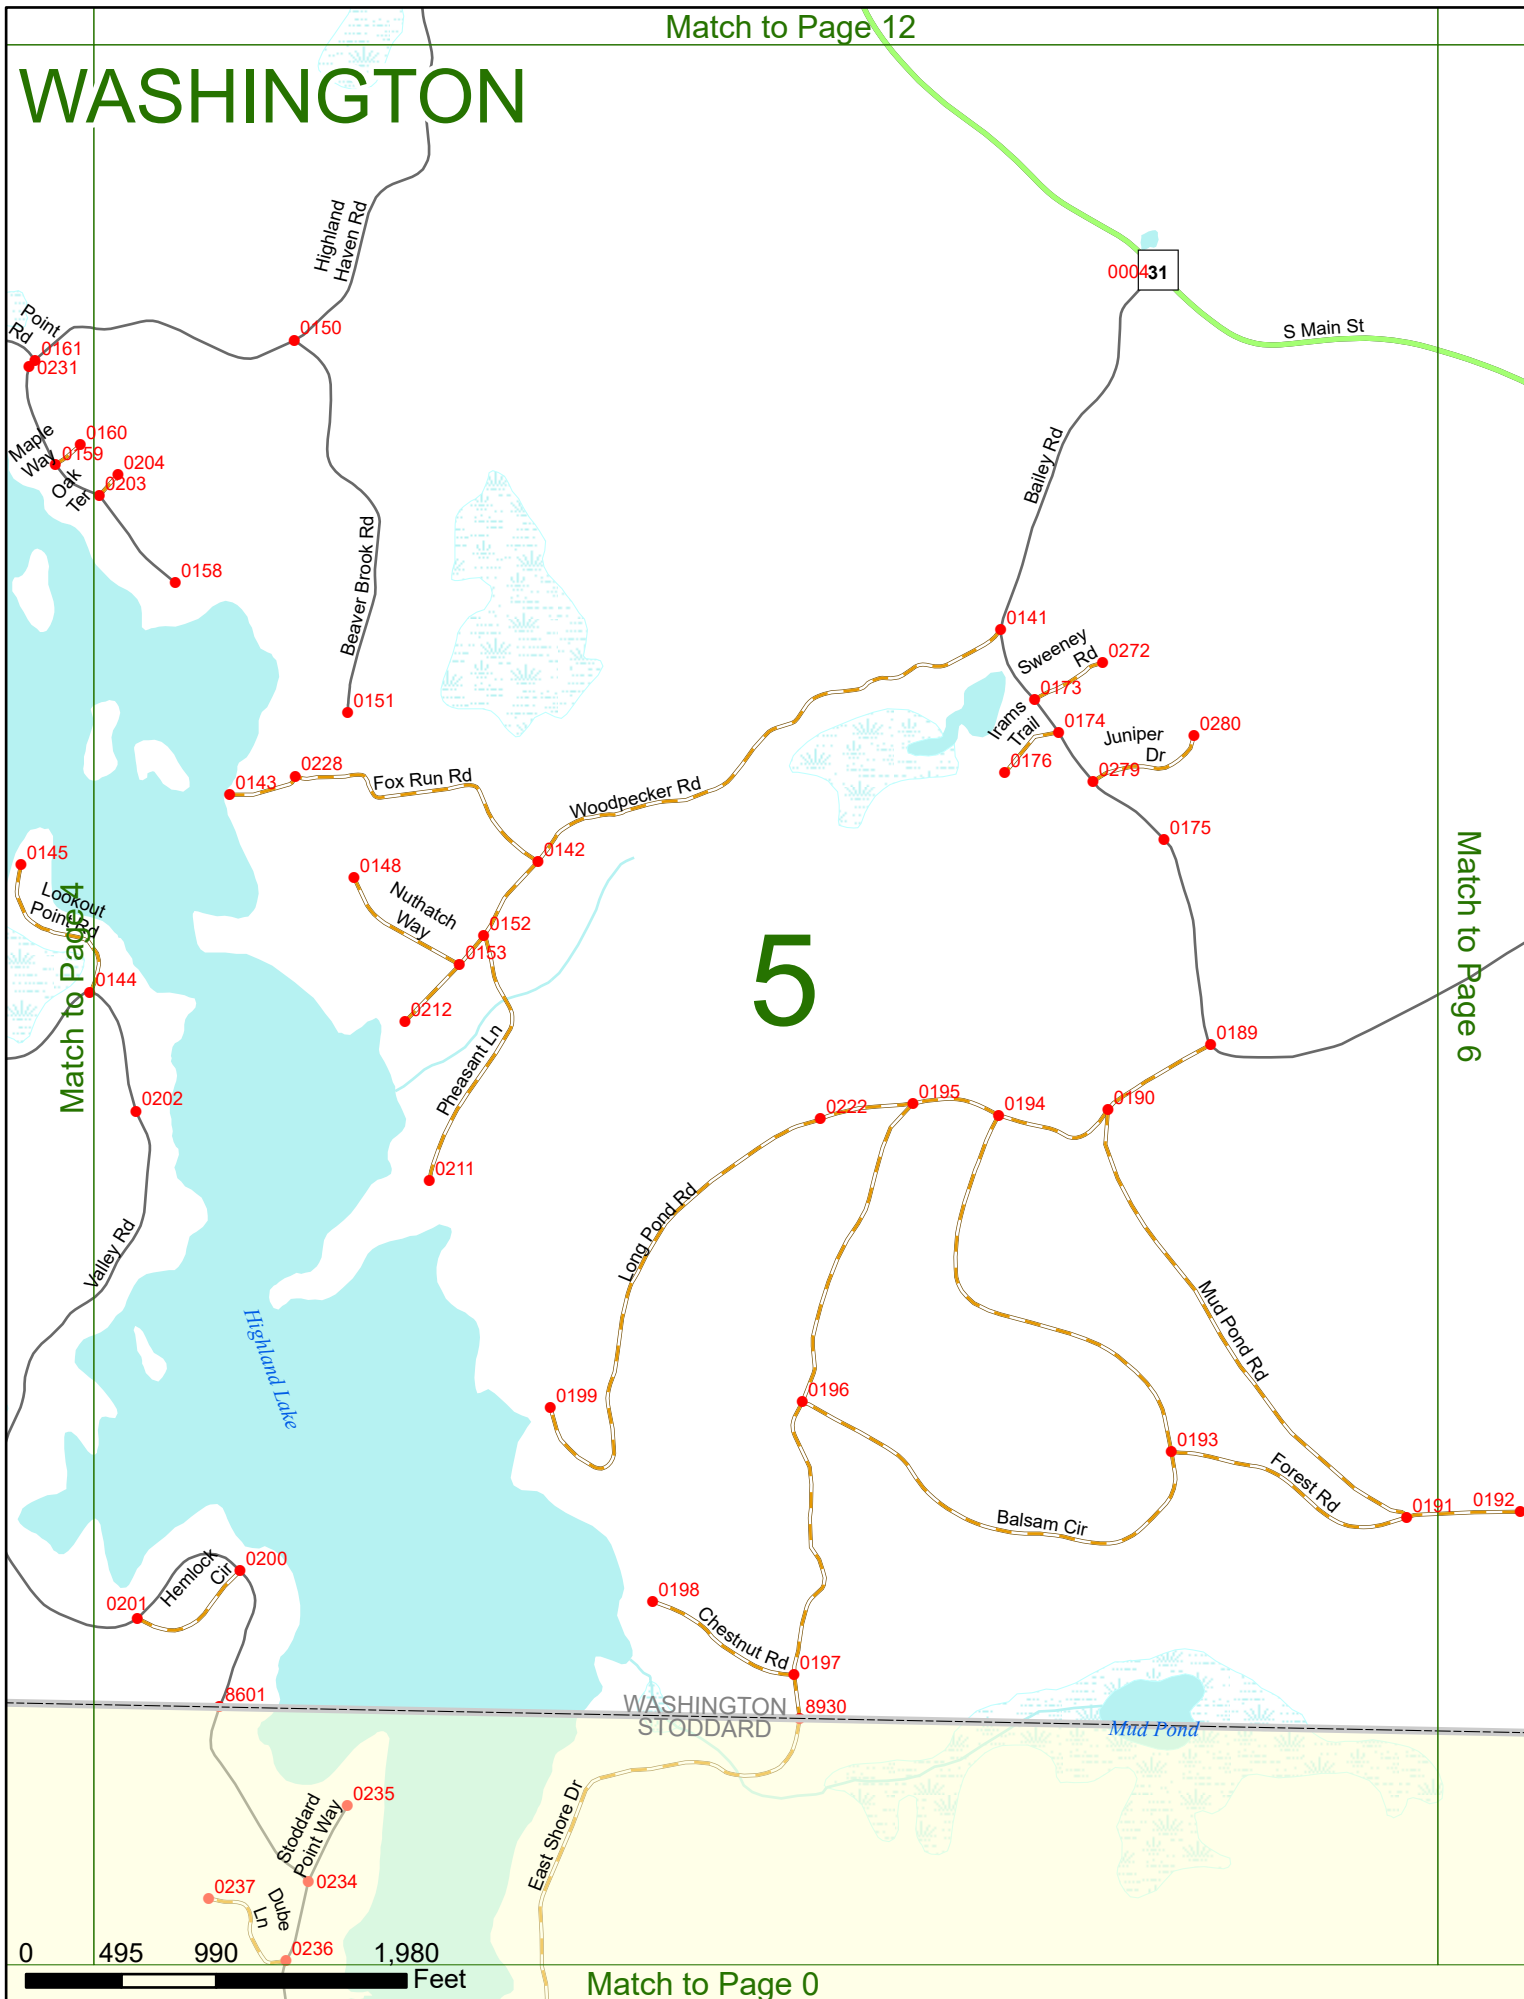 Match to Page 12
WASHINGTON
Highland
Haven Rd
0004
31
S Main St
Point
Rd
0161
0231
0150
Maple
Way
0160
0159
Oak
Ter
0204
0203
0158
Beaver Brook Rd
0151
Bailey Rd
0141
Sweeney
Rd
0272
0173
Irams
Trail
0174
0176
Juniper
Dr
0280
0279
0175
0143
0228
Fox Run Rd
Woodpecker Rd
0142
0145
Lookout
Point Rd
0144
Match to Page 4
0148
Nuthatch
Way
0152
0153
0212
Pheasant Ln
0211
5
Match to Page 6
0189
0190
0194
0195
0222
0202
Valley Rd
Highland Lake
Long Pond Rd
0199
0196
Mud Pond Rd
0193
Forest Rd
0191
0192
Balsam Cir
Hemlock
Cir
0200
0201
0198
Chestnut Rd
0197
8601
WASHINGTON
STODDARD
8930
Mud Pond
0235
Stoddard
Point Way
0234
0237
Dube
Ln
0236
East Shore Dr
0 495 990 1,980
Feet
Match to Page 0